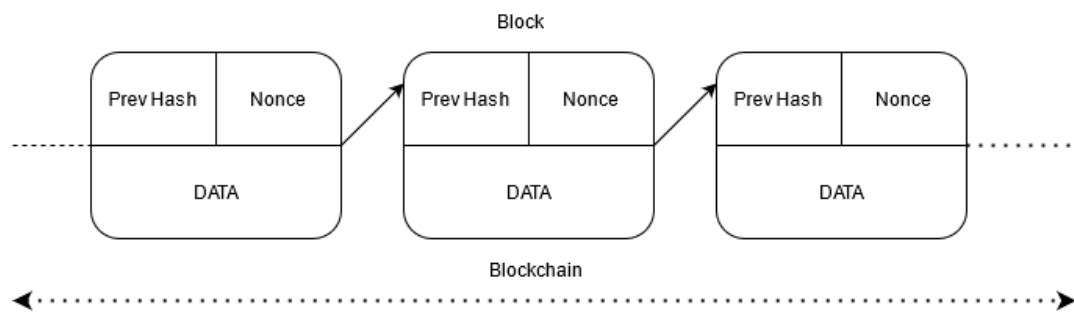 Block
Prev Hash Nonce Prev Hash Nonce Prev Hash Nonce
DATA DATA DATA
Blockchain